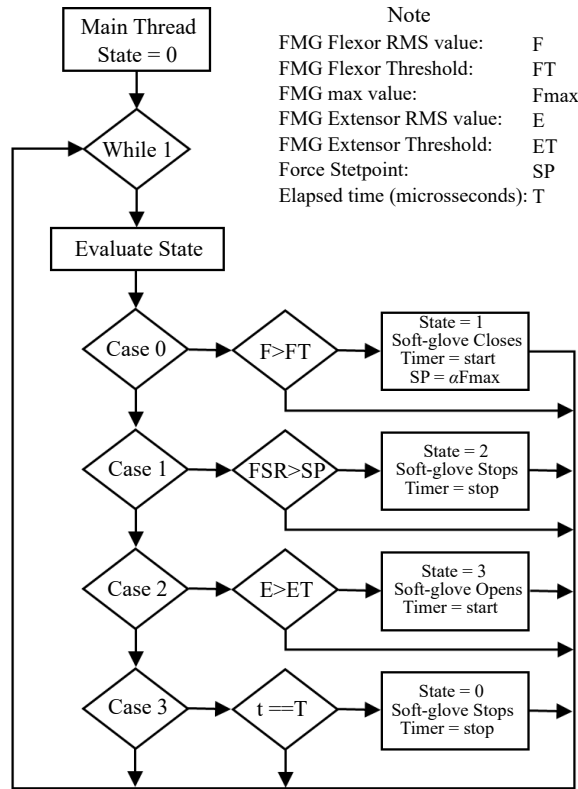 Main Thread
State = 0
Note
FMG Flexor RMS value: F
FMG Flexor Threshold: FT
FMG max value: Fmax
FMG Extensor RMS value: E
FMG Extensor Threshold: ET
Force Stetpoint: SP
Elapsed time (microsseconds): T
While 1
Evaluate State
Case 0
F>FT
State = 1
Soft-glove Closes
Timer = start
SP = αFmax
Case 1
FSR>SP
State = 2
Soft-glove Stops
Timer = stop
Case 2
E>ET
State = 3
Soft-glove Opens
Timer = start
Case 3
t ==T
State = 0
Soft-glove Stops
Timer = stop